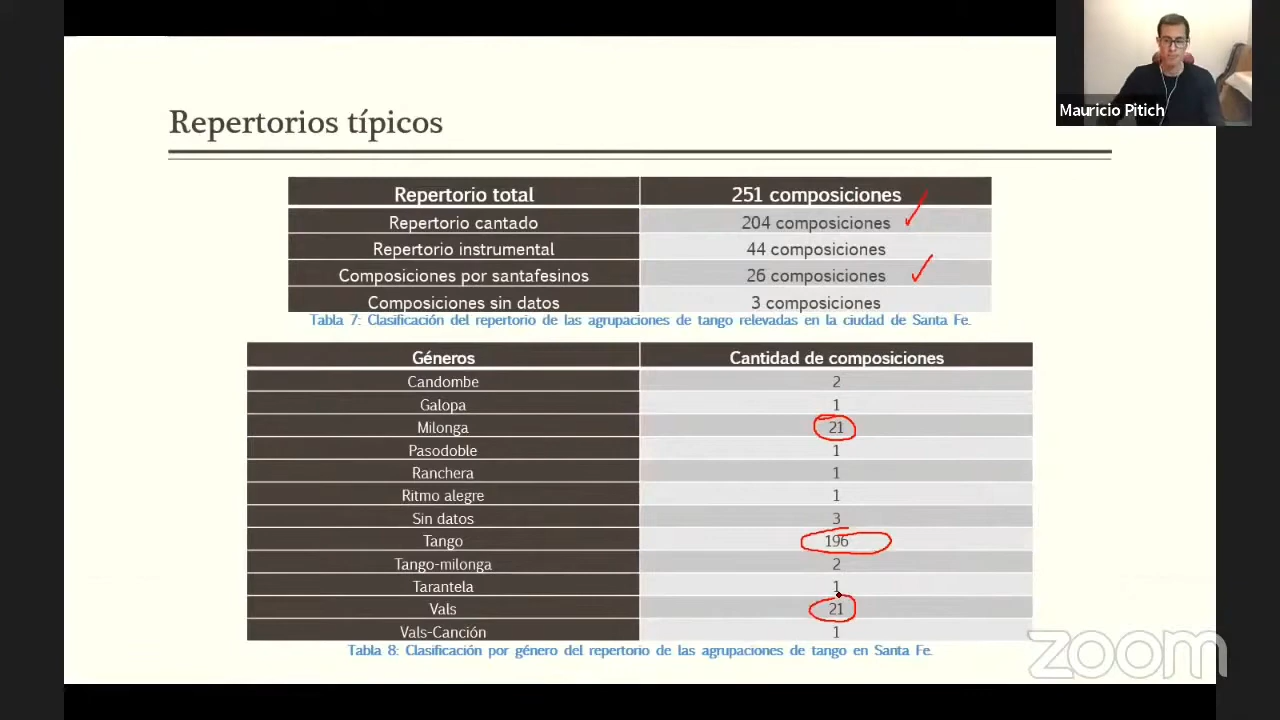 Mauricio Pitich
Repertorios típicos
Repertorio total 251 composiciones
Repertorio cantado 204 composiciones
Repertorio instrumental 44 composiciones
Composiciones por santafesinos 26 composiciones
Composiciones sin datos 3 composiciones
Tabla 7: Clasificación del repertorio de las agrupaciones de tango relevadas en la ciudad de Santa Fe.
Géneros Cantidad de composiciones
Candombe 2
Galopa 1
Milonga 21
Pasodoble 1
Ranchera 1
Ritmo alegre 1
Sin datos 3
Tango 196
Tango-milonga 2
Tarantela 1
Vals 21
Vals-Canción 1
Tabla 8: Clasificación por género del repertorio de las agrupaciones de tango en Santa Fe.
zoom